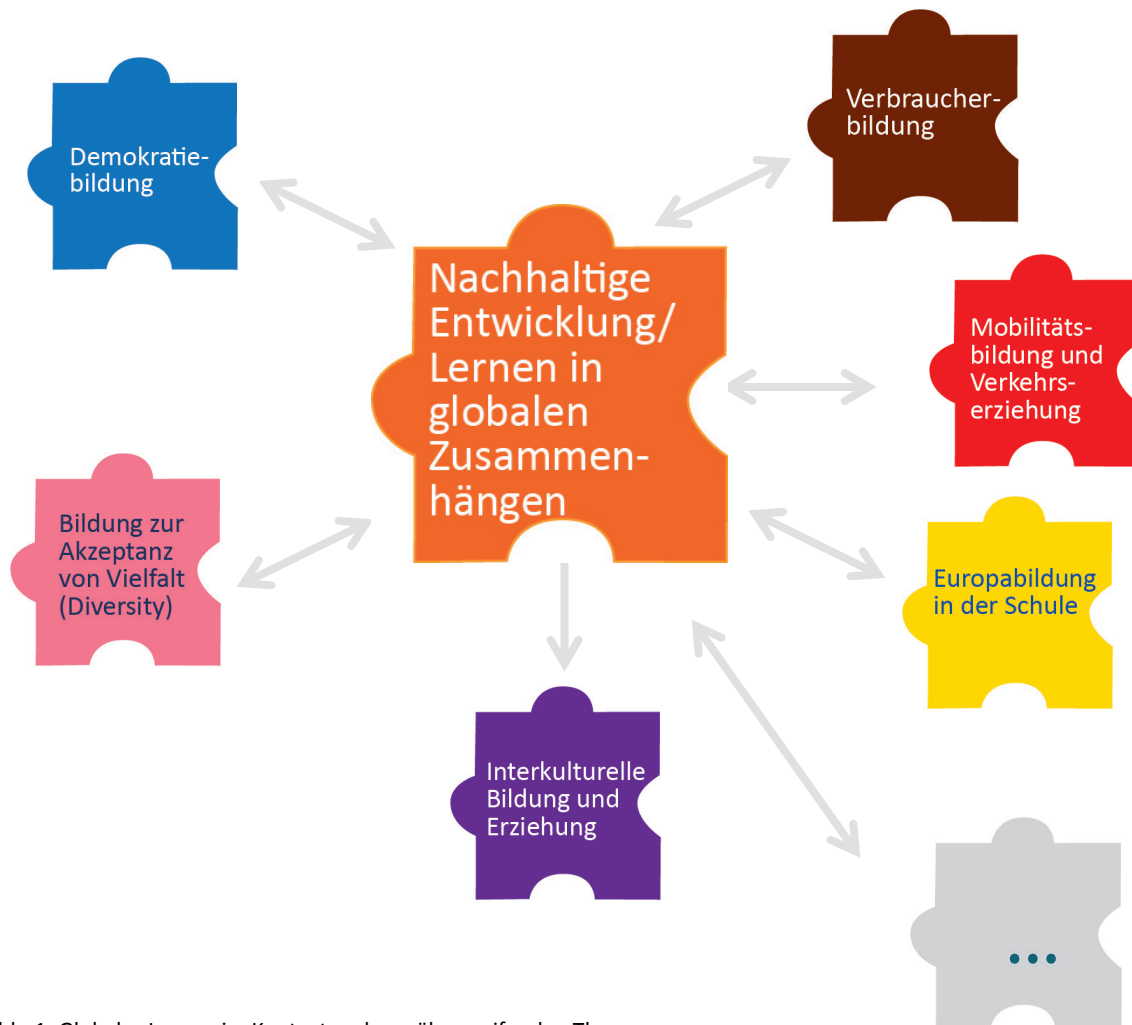 Verbraucher-
bildung
Demokratie-
bildung
Nachhaltige
Entwicklung/
Lernen in
globalen
Zusammen-
hängen
Mobilitäts-
bildung und
Verkehrs-
erziehung
Bildung zur
Akzeptanz
von Vielfalt
(Diversity)
Europabildung
in der Schule
Interkulturelle
Bildung und
Erziehung
...